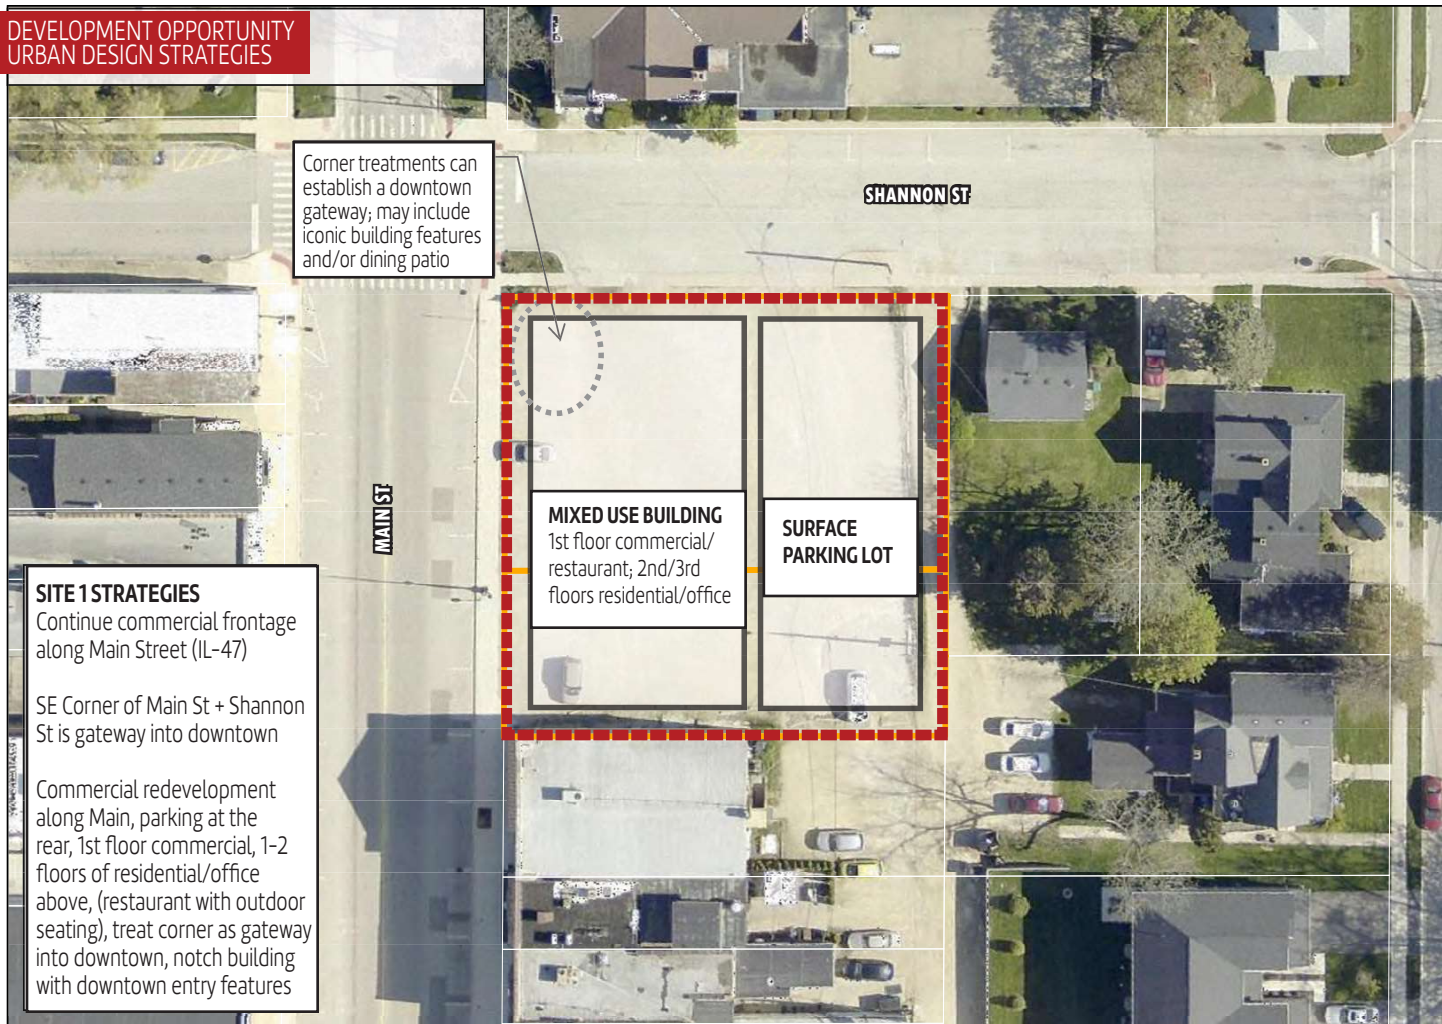 DEVELOPMENT OPPORTUNITY
URBAN DESIGN STRATEGIES
Corner treatments can
establish a downtown
gateway; may include
iconic building features
and/or dining patio
SHANNON ST
MAIN ST
MIXED USE BUILDING
1st floor commercial/
restaurant; 2nd/3rd
floors residential/office
SURFACE
PARKING LOT
SITE 1 STRATEGIES
Continue commercial frontage
along Main Street (IL-47)
SE Corner of Main St + Shannon
St is gateway into downtown
Commercial redevelopment
along Main, parking at the
rear, 1st floor commercial, 1-2
floors of residential/office
above, (restaurant with outdoor
seating), treat corner as gateway
into downtown, notch building
with downtown entry features